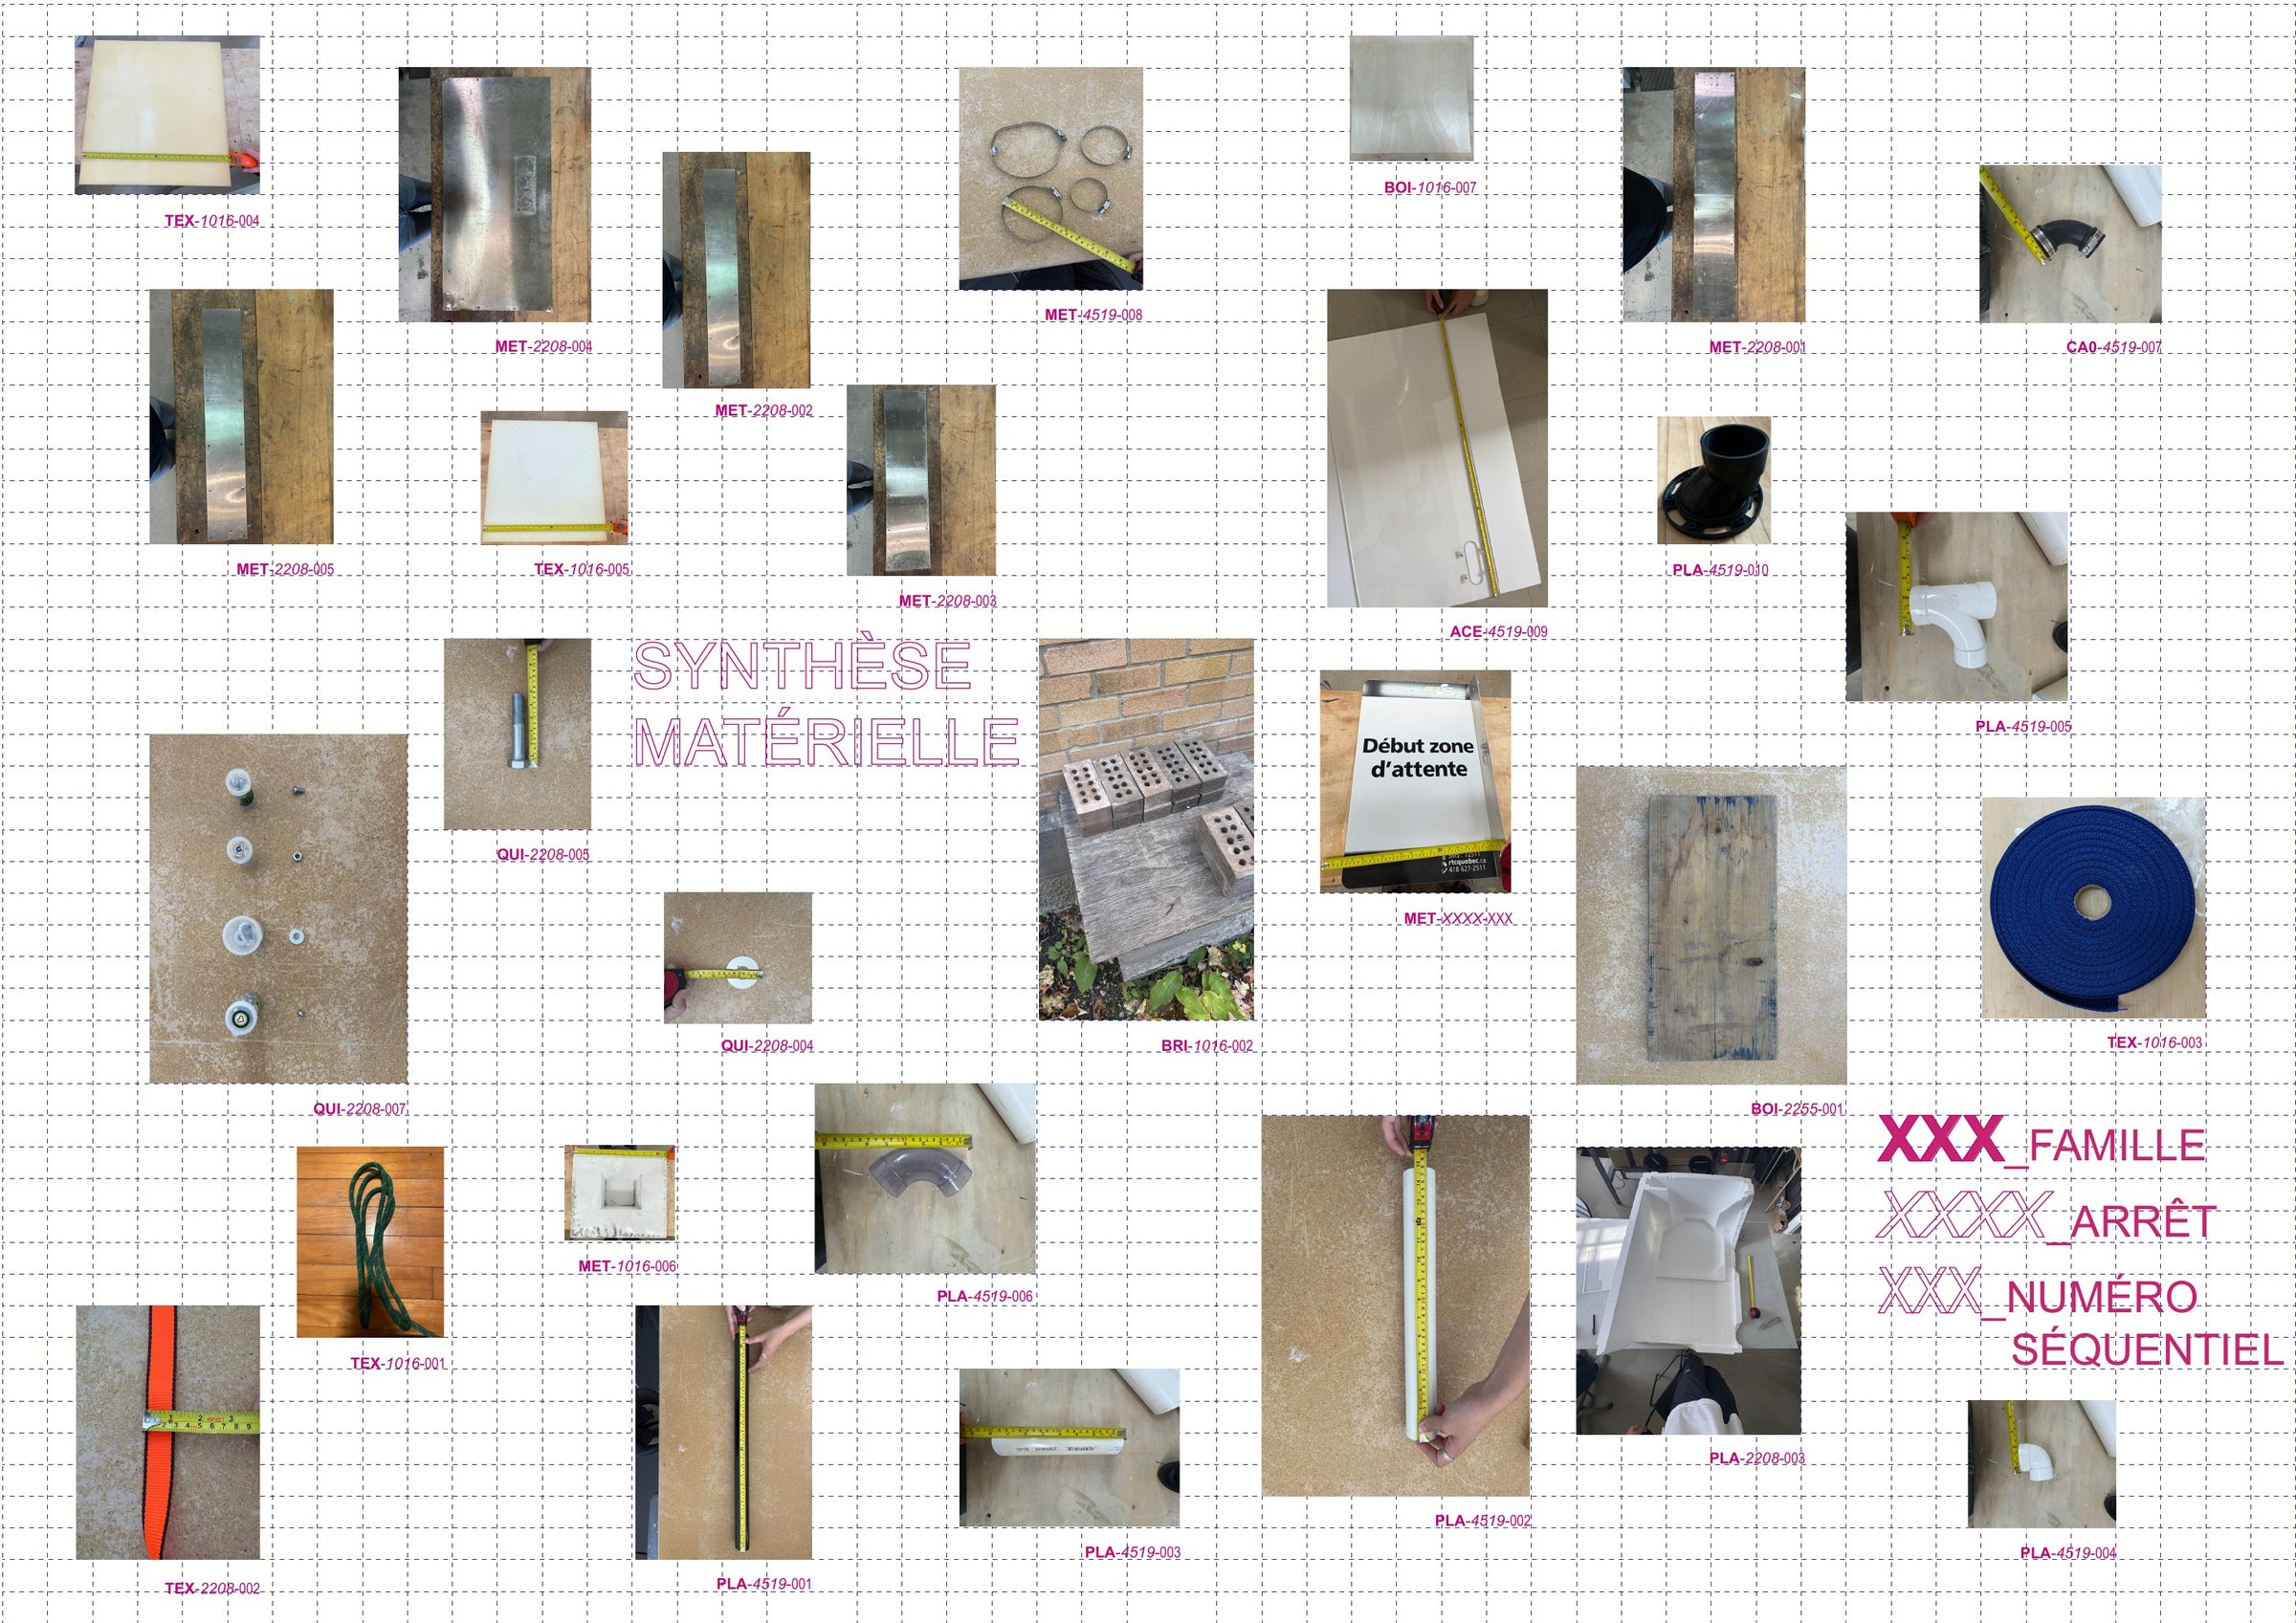 TEX-1016-004
MET-2208-004
MET-2208-002
MET-4519-008
BOI-1016-007
MET-2208-001
CA0-4519-007
MET-2208-005
TEX-1016-005
MET-2208-003
ACE-4519-009
PLA-4519-010
PLA-4519-005
SYNTHÈSE
MATÉRIELLE
QUI-2208-005
Début zone
d'attente
rtcquebec.ca
418 627-2511
MET-XXXX-XXX
QUI-2208-004
BRI-1016-002
TEX-1016-003
QUI-2208-007
BOI-2255-001
XXX_FAMILLE
XXXX_ARRÊT
XXX_NUMÉRO
SÉQUENTIEL
MET-1016-006
PLA-4519-006
TEX-1016-001
PLA-2208-003
PLA-4519-002
PLA-4519-003
PLA-4519-004
TEX-2208-002
PLA-4519-001